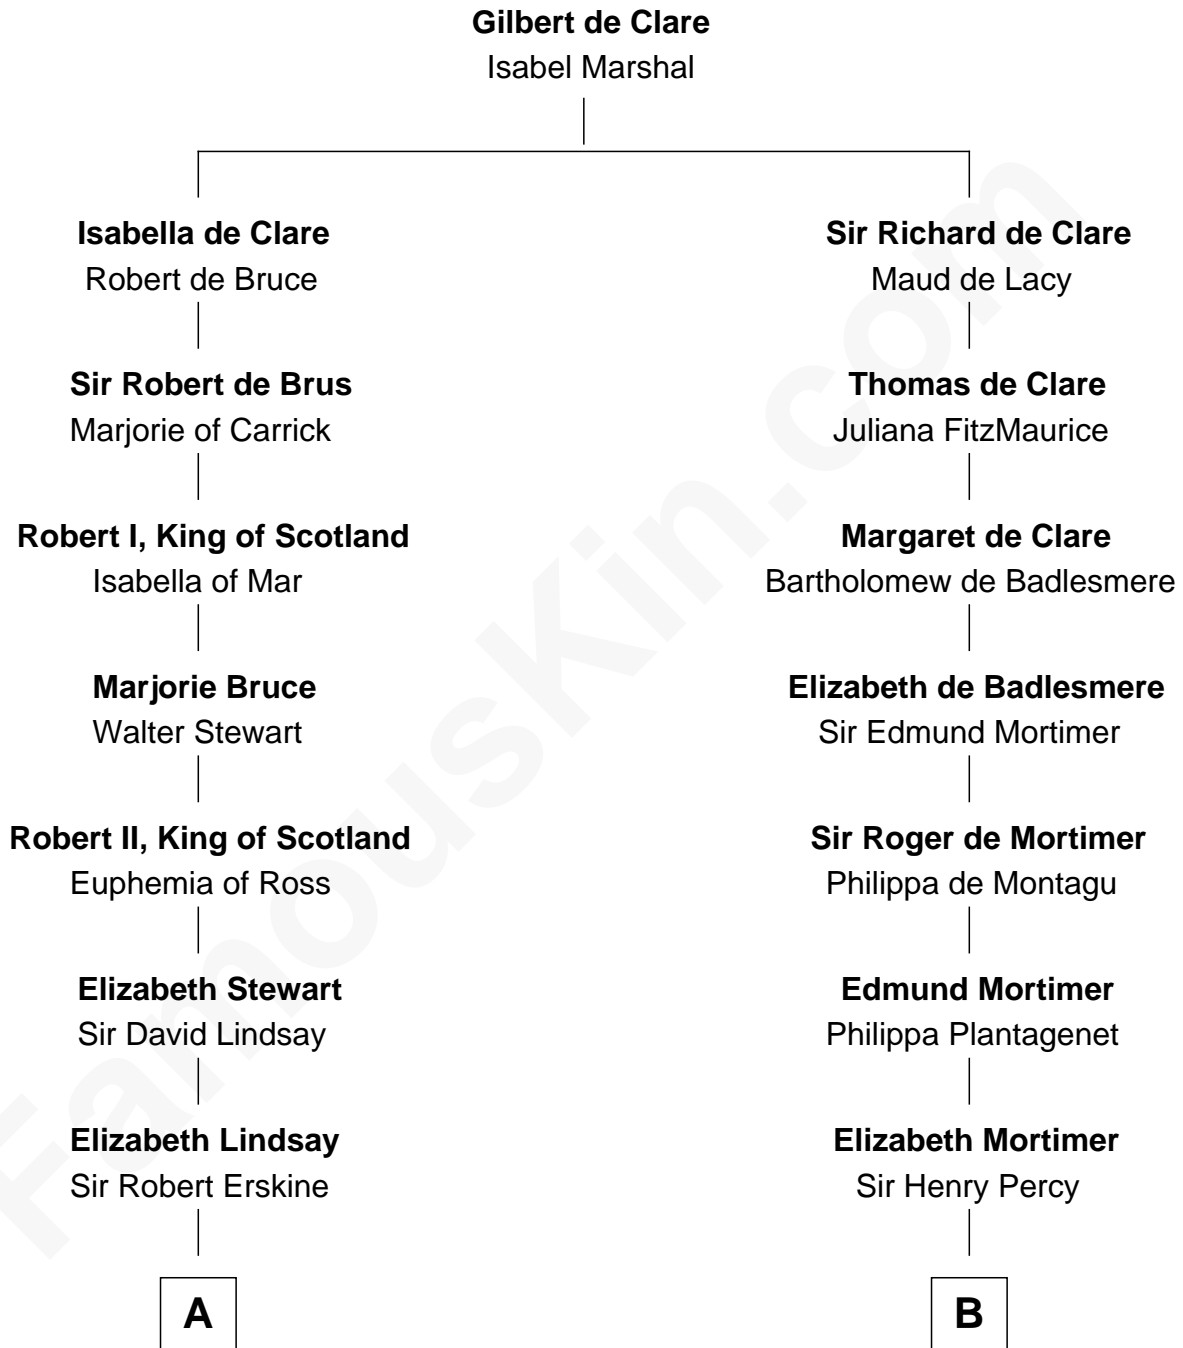 Gilbert de Clare
Isabel Marshal
Isabella de Clare
Robert de Bruce
Sir Richard de Clare
Maud de Lacy
Sir Robert de Brus
Marjorie of Carrick
Thomas de Clare
Juliana FitzMaurice
Robert I, King of Scotland
Isabella of Mar
Margaret de Clare
Bartholomew de Badlesmere
Marjorie Bruce
Walter Stewart
Elizabeth de Badlesmere
Sir Edmund Mortimer
Robert II, King of Scotland
Euphemia of Ross
Sir Roger de Mortimer
Philippa de Montagu
Elizabeth Stewart
Sir David Lindsay
Edmund Mortimer
Philippa Plantagenet
Elizabeth Lindsay
Sir Robert Erskine
Elizabeth Mortimer
Sir Henry Percy
A
B
FamousKin.com